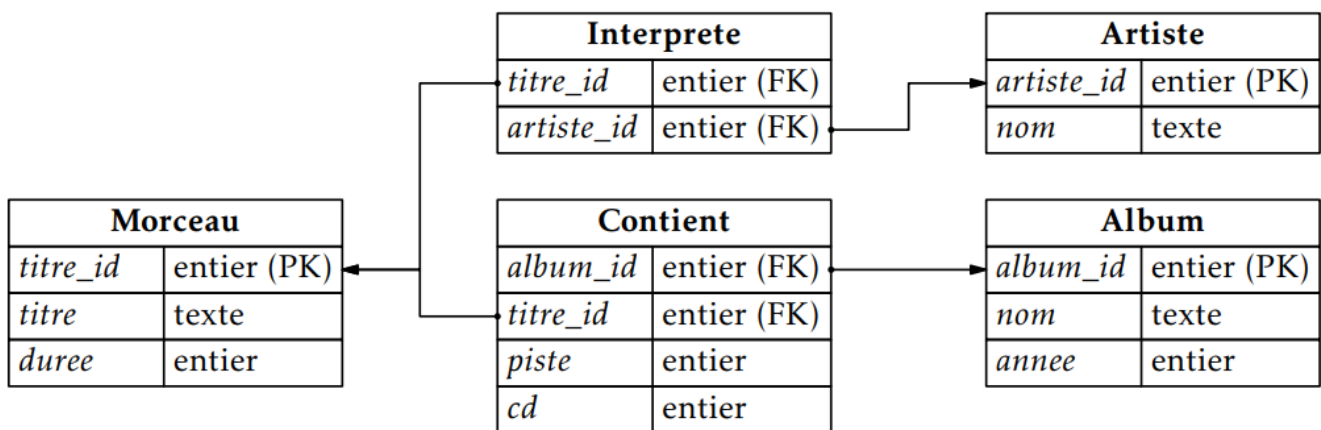 Interprete
titre_id entier (FK)
artiste_id entier (FK)
Artiste
artiste_id entier (PK)
nom texte
Morceau
titre_id entier (PK)
titre texte
duree entier
Contient
album_id entier (FK)
titre_id entier (FK)
piste entier
cd entier
Album
album_id entier (PK)
nom texte
annee entier